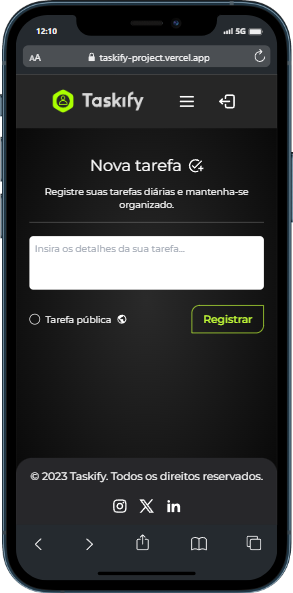 12:10
5G
AA
taskify-project.vercel.app
Taskify
Nova tarefa
Registre suas tarefas diárias e mantenha-se
organizado.
Insira os detalhes da sua tarefa...
Tarefa pública
Registrar
© 2023 Taskify. Todos os direitos reservados.